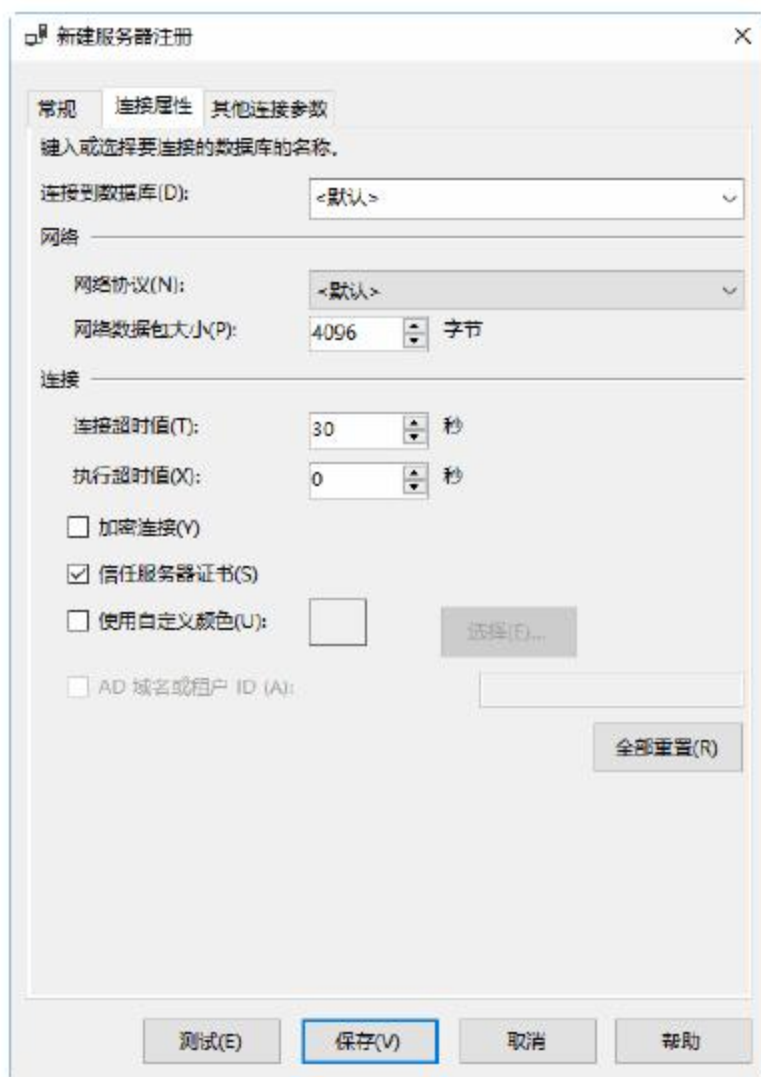 新建服务器注册
常规 连接属性 其他连接参数
键入或选择要连接的数据库的名称。
连接到数据库(D): <默认>
网络
网络协议(N): <默认>
网络数据包大小(P): 4096 字节
连接
连接超时值(T): 30 秒
执行超时值(X): 0 秒
加密连接(Y)
信任服务器证书(S)
使用自定义颜色(U): 选择(E)...
AD 域名或租户 ID (A):
全部重置(R)
测试(E) 保存(V) 取消 帮助